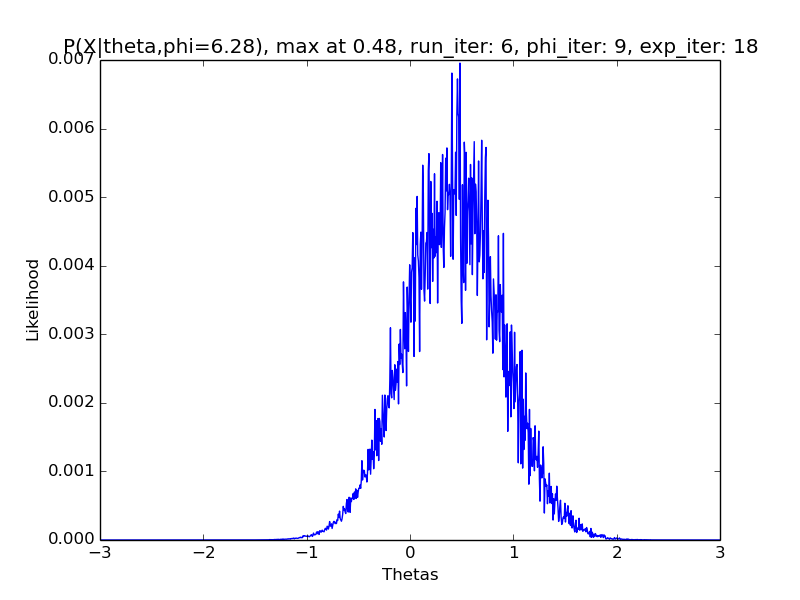 P(X|theta,phi=6.28), max at 0.48, run_iter: 6, phi_iter: 9, exp_iter: 18
0.007
0.006
0.005
0.004
0.003
0.002
0.001
0.000
Likelihood
−3 −2 −1 0 1 2 3
Thetas